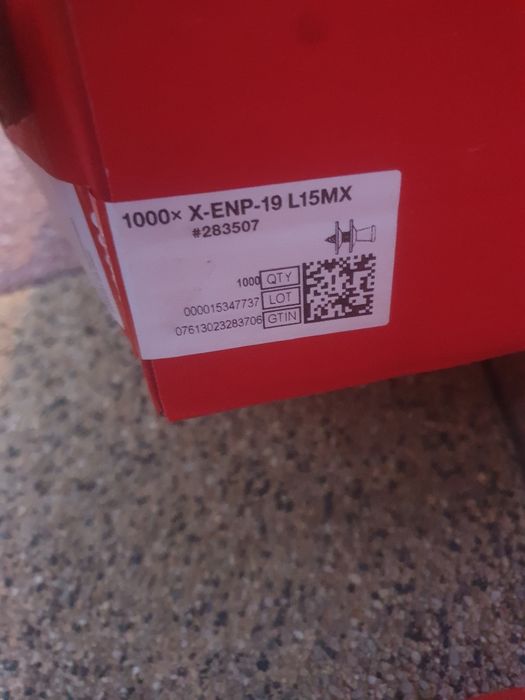 1000× X-ENP-19 L15MX
#283507
1000 QTY
000015347737 LOT
07613023283706 GTIN